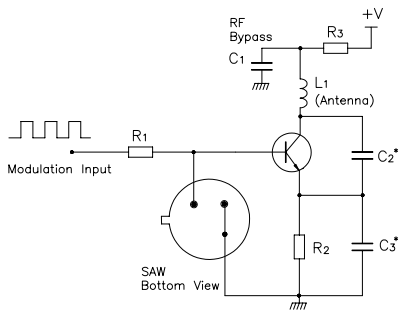 +V
RF
Bypass
R3
C1
L1
(Antenna)
R1
Modulation Input
C2*
SAW
Bottom View
R2
C3*